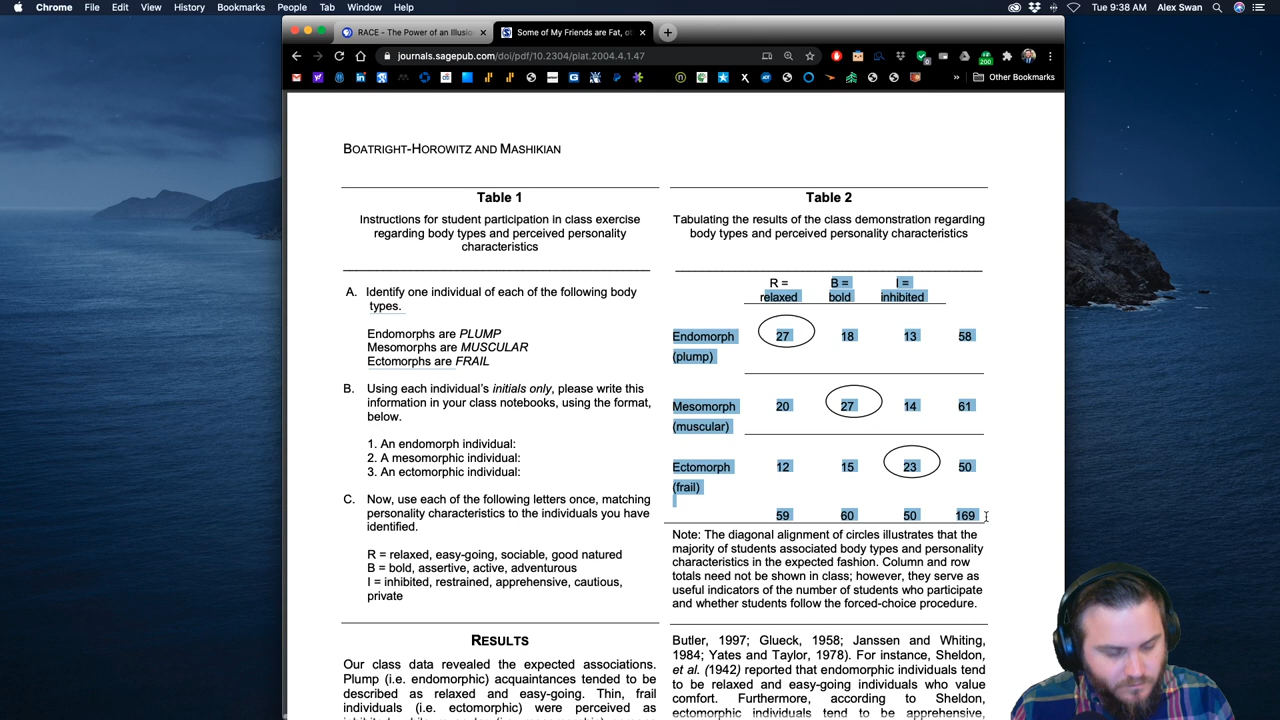 Chrome File Edit View History Bookmarks People Tab Window Help
Tue 9:38 AM Alex Swan
RACE - The Power of an Illusio
Some of My Friends are Fat, ot
journals.sagepub.com/doi/pdf/10.2304/plat.2004.4.1.47
Other Bookmarks
BOATRIGHT-HOROWITZ AND MASHIKIAN
Table 1
Instructions for student participation in class exercise
regarding body types and perceived personality
characteristics
A. Identify one individual of each of the following body
types.
Endomorphs are PLUMP
Mesomorphs are MUSCULAR
Ectomorphs are FRAIL
B. Using each individual's initials only, please write this
information in your class notebooks, using the format,
below.
1. An endomorph individual:
2. A mesomorphic individual:
3. An ectomorphic individual:
C. Now, use each of the following letters once, matching
personality characteristics to the individuals you have
identified.
R = relaxed, easy-going, sociable, good natured
B = bold, assertive, active, adventurous
I = inhibited, restrained, apprehensive, cautious,
private
RESULTS
Our class data revealed the expected associations.
Plump (i.e. endomorphic) acquaintances tended to be
described as relaxed and easy-going. Thin, frail
individuals (i.e. ectomorphic) were perceived as
Table 2
Tabulating the results of the class demonstration regarding
body types and perceived personality characteristics
R = B = I =
relaxed bold inhibited
Endomorph 27 18 13 58
(plump)
Mesomorph 20 27 14 61
(muscular)
Ectomorph 12 15 23 50
(frail)
59 60 50 169
Note: The diagonal alignment of circles illustrates that the
majority of students associated body types and personality
characteristics in the expected fashion. Column and row
totals need not be shown in class; however, they serve as
useful indicators of the number of students who participate
and whether students follow the forced-choice procedure.
Butler, 1997; Glueck, 1958; Janssen and Whiting,
1984; Yates and Taylor, 1978). For instance, Sheldon,
et al. (1942) reported that endomorphic individuals tend
to be relaxed and easy-going individuals who value
comfort. Furthermore, according to Sheldon,
ectomorphic individuals tend to be apprehensive,